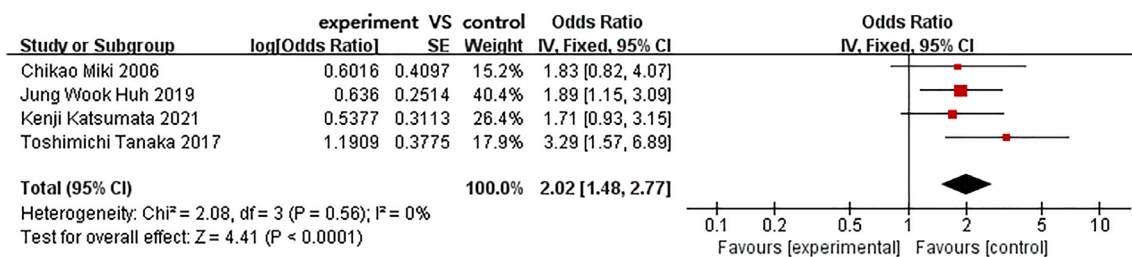 experiment VS control Odds Ratio Odds Ratio
Study or Subgroup log[Odds Ratio] SE Weight IV, Fixed, 95% CI IV, Fixed, 95% CI
Chikao Miki 2006 0.6016 0.4097 15.2% 1.83 [0.82, 4.07]
Jung Wook Huh 2019 0.636 0.2514 40.4% 1.89 [1.15, 3.09]
Kenji Katsumata 2021 0.5377 0.3113 26.4% 1.71 [0.93, 3.15]
Toshimichi Tanaka 2017 1.1909 0.3775 17.9% 3.29 [1.57, 6.89]
Total (95% CI) 100.0% 2.02 [1.48, 2.77]
Heterogeneity: Chi² = 2.08, df = 3 (P = 0.56); I² = 0%
Test for overall effect: Z = 4.41 (P < 0.0001)
0.1 0.2 0.5 1 2 5 10
Favours [experimental] Favours [control]